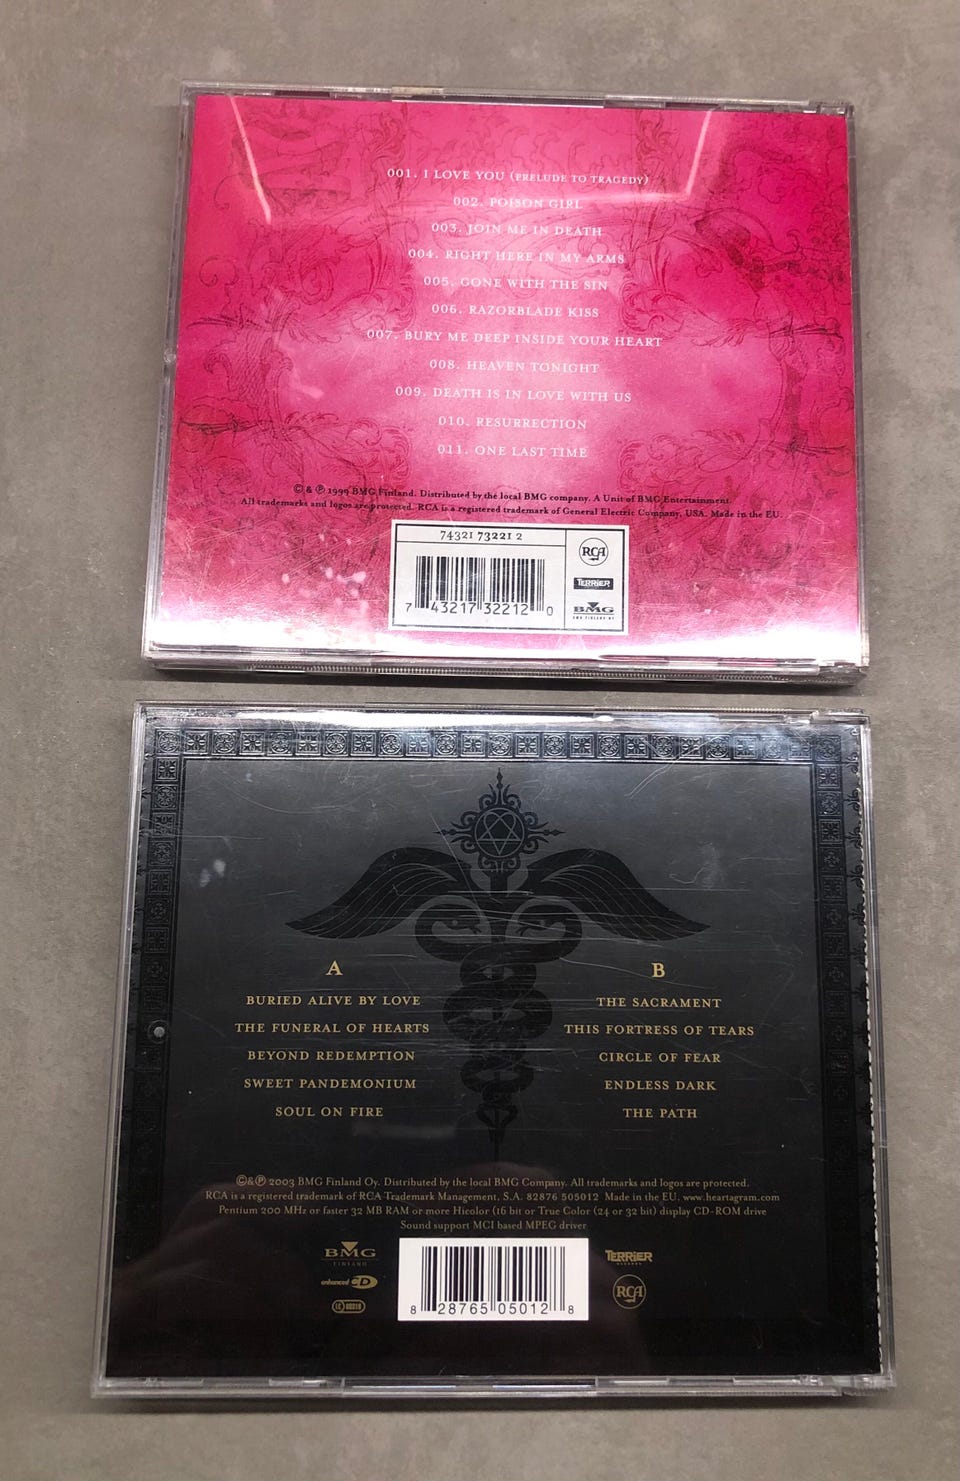 001. I LOVE YOU (PRELUDE TO TRAGEDY)
002. POISON GIRL
003. JOIN ME IN DEATH
004. RIGHT HERE IN MY ARMS
005. GONE WITH THE SIN
006. RAZORBLADE KISS
007. BURY ME DEEP INSIDE YOUR HEART
008. HEAVEN TONIGHT
009. DEATH IS IN LOVE WITH US
010. RESURRECTION
011. ONE LAST TIME
© & ℗ 1999 BMG Finland. Distributed by the local BMG company. A Unit of BMG Entertainment.
All trademarks and logos are protected. RCA is a registered trademark of General Electric Company, USA. Made in the EU.
74321 73221 2
RCA
TERRIER
BMG
BMG FINLAND OY
7 43217 32212 0
A
BURIED ALIVE BY LOVE
THE FUNERAL OF HEARTS
BEYOND REDEMPTION
SWEET PANDEMONIUM
SOUL ON FIRE
B
THE SACRAMENT
THIS FORTRESS OF TEARS
CIRCLE OF FEAR
ENDLESS DARK
THE PATH
©&℗ 2003 BMG Finland Oy. Distributed by the local BMG Company. All trademarks and logos are protected.
RCA is a registered trademark of RCA Trademark Management, S.A. 82876 505012 Made in the EU. www.heartagram.com
Pentium 200 MHz or faster 32 MB RAM or more Hicolor (16 bit or True Color (24 or 32 bit) display CD-ROM drive
Sound support MCI based MPEG driver
BMG
FINLAND
enhanced CD
8 28765 05012 8
TERRIER
RECORDS
RCA